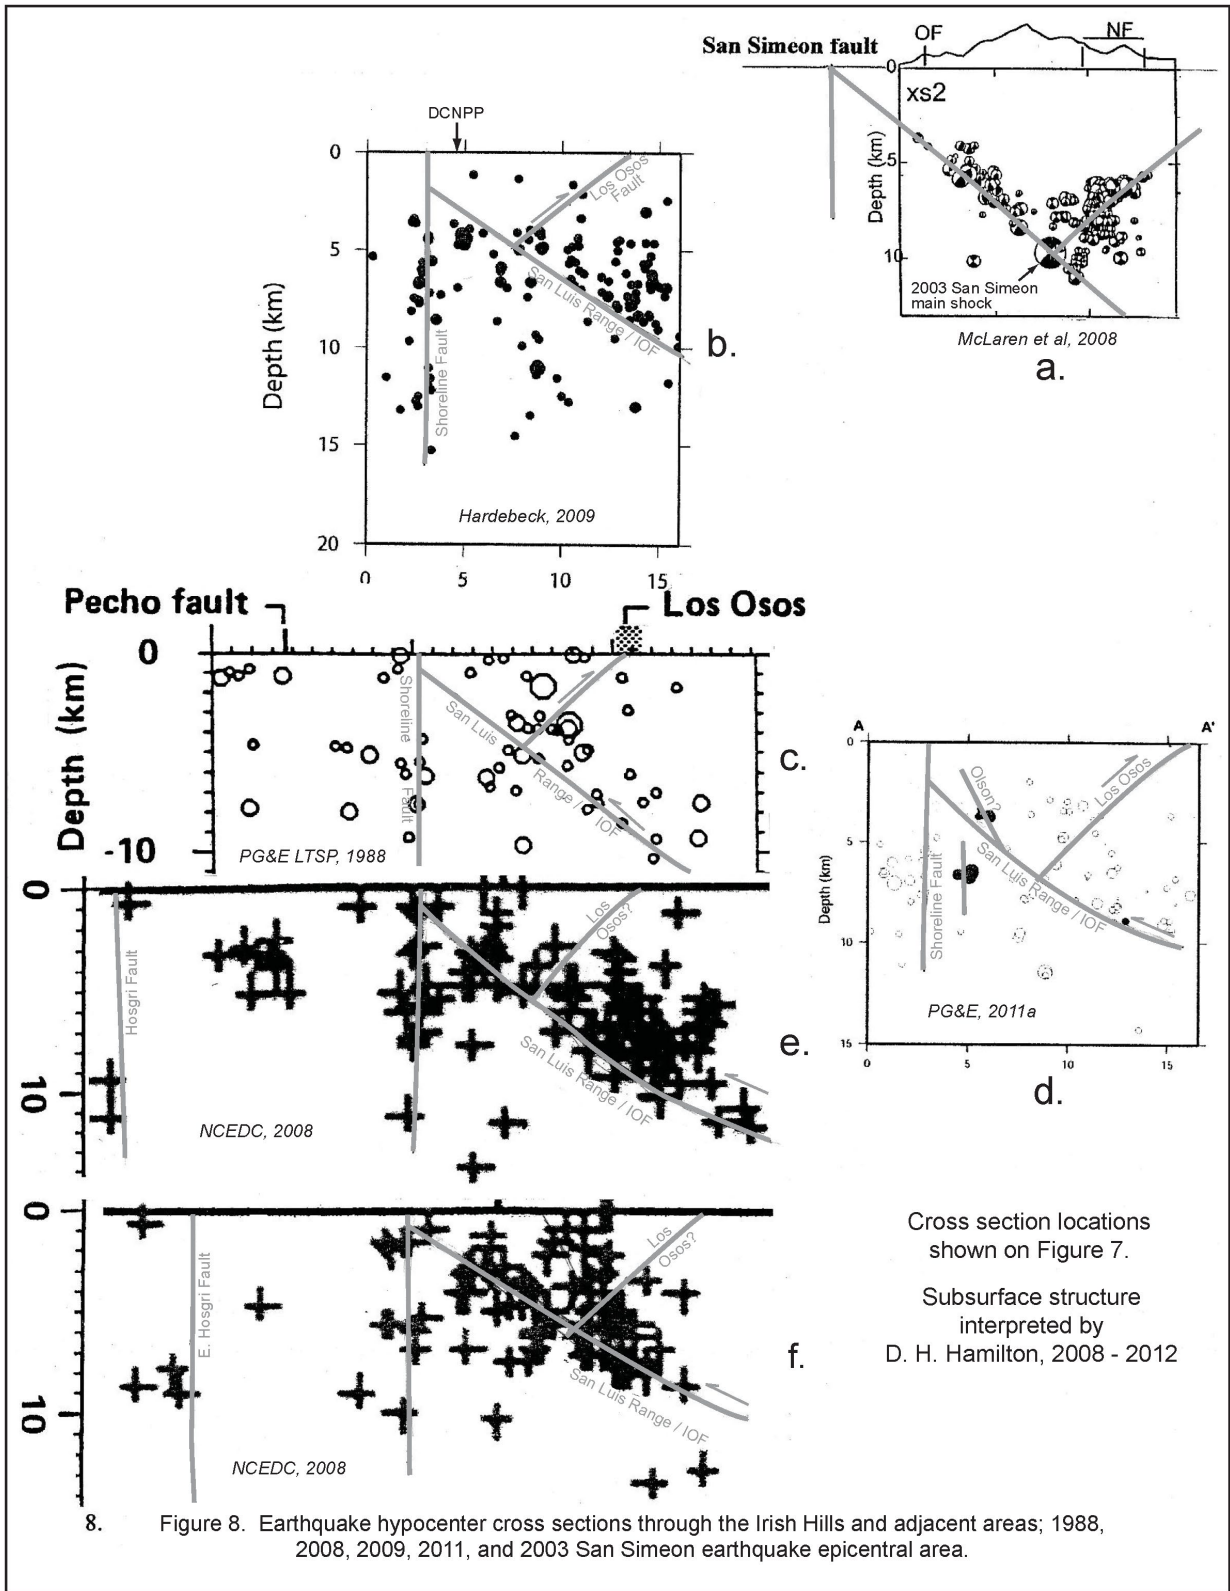 San Simeon fault
OF
NF
0
xs2
5
10
Depth (km)
2003 San Simeon
main shock
McLaren et al, 2008
a.
DCNPP
0
5
10
15
20
Depth (km)
Los Osos
Fault
San Luis Range / IOF
Shoreline Fault
Hardebeck, 2009
0
5
10
15
b.
Pecho fault
Los Osos
0
-10
Depth (km)
Shoreline
Fault
San Luis
Range / IOF
PG&E LTSP, 1988
c.
A
A'
0
5
10
15
Depth (km)
Olson?
Los Osos
Shoreline Fault
San Luis Range / IOF
PG&E, 2011a
0
5
10
15
d.
0
10
Hosgri Fault
Los
Osos?
San Luis Range / IOF
NCEDC, 2008
e.
0
10
E. Hosgri Fault
Los
Osos?
San Luis Range / IOF
NCEDC, 2008
f.
Cross section locations
shown on Figure 7.
Subsurface structure
interpreted by
D. H. Hamilton, 2008 - 2012
8.
Figure 8. Earthquake hypocenter cross sections through the Irish Hills and adjacent areas; 1988,
2008, 2009, 2011, and 2003 San Simeon earthquake epicentral area.